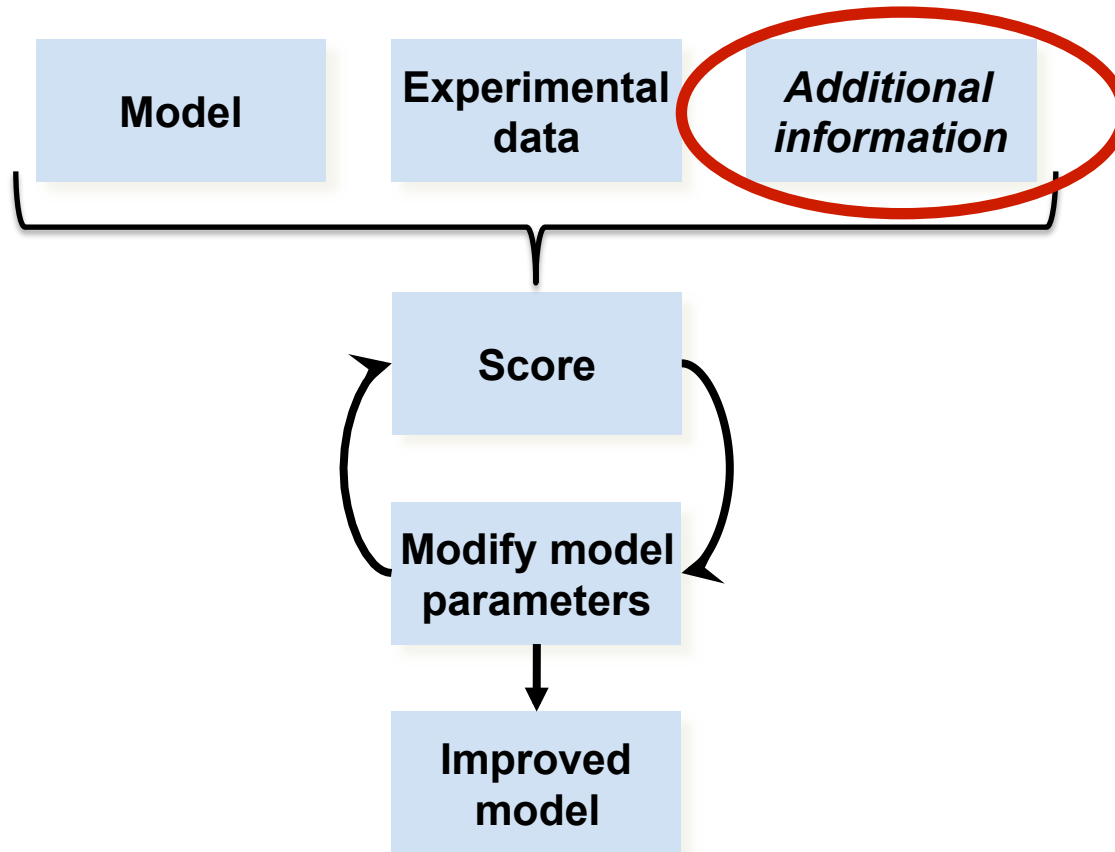 Model
Experimental
data
Additional
information
Score
Modify model
parameters
Improved
model